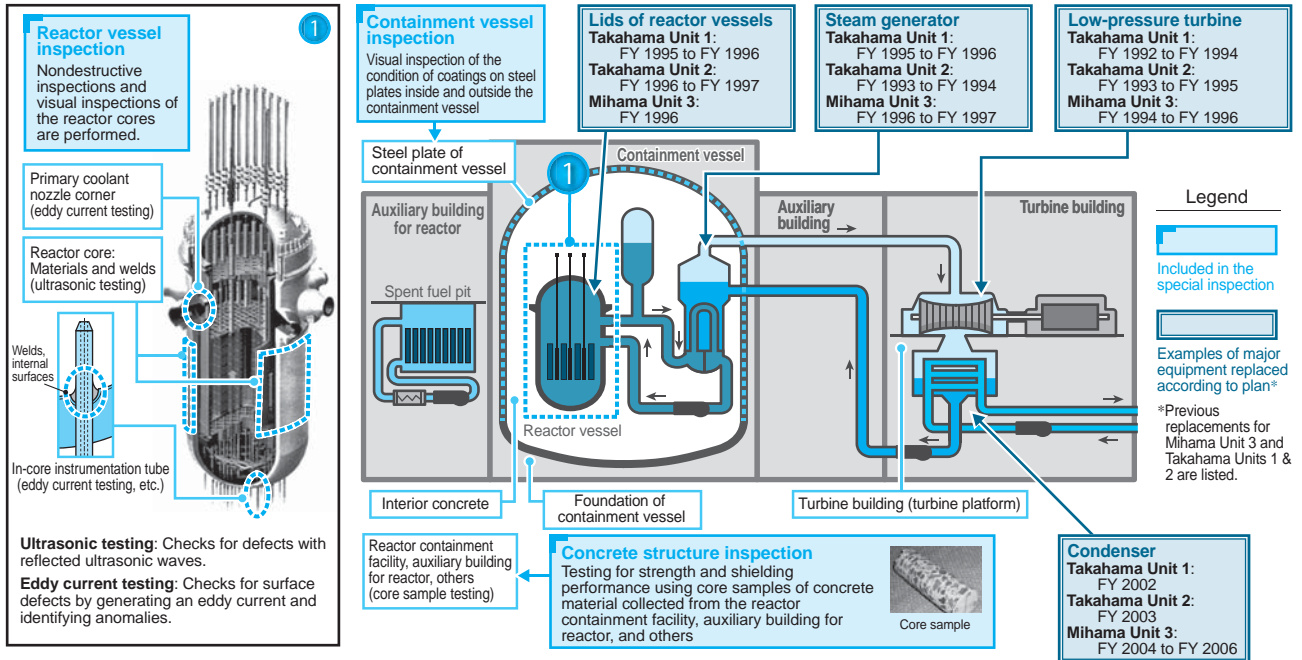 1
Reactor vessel
inspection
Nondestructive
inspections and
visual inspections of
the reactor cores
are performed.
Primary coolant
nozzle corner
(eddy current testing)
Reactor core:
Materials and welds
(ultrasonic testing)
Welds,
internal
surfaces
In-core instrumentation tube
(eddy current testing, etc.)
Ultrasonic testing: Checks for defects with
reflected ultrasonic waves.
Eddy current testing: Checks for surface
defects by generating an eddy current and
identifying anomalies.
Containment vessel
inspection
Visual inspection of the
condition of coatings on steel
plates inside and outside the
containment vessel
Steel plate of
containment vessel
Lids of reactor vessels
Takahama Unit 1:
FY 1995 to FY 1996
Takahama Unit 2:
FY 1996 to FY 1997
Mihama Unit 3:
FY 1996
Steam generator
Takahama Unit 1:
FY 1995 to FY 1996
Takahama Unit 2:
FY 1993 to FY 1994
Mihama Unit 3:
FY 1996 to FY 1997
Low-pressure turbine
Takahama Unit 1:
FY 1992 to FY 1994
Takahama Unit 2:
FY 1993 to FY 1995
Mihama Unit 3:
FY 1994 to FY 1996
Containment vessel
1
Auxiliary building
for reactor
Spent fuel pit
Reactor vessel
Auxiliary
building
Turbine building
Interior concrete
Foundation of
containment vessel
Turbine building (turbine platform)
Reactor containment
facility, auxiliary building
for reactor, others
(core sample testing)
Concrete structure inspection
Testing for strength and shielding
performance using core samples of concrete
material collected from the reactor
containment facility, auxiliary building for
reactor, and others
Core sample
Condenser
Takahama Unit 1:
FY 2002
Takahama Unit 2:
FY 2003
Mihama Unit 3:
FY 2004 to FY 2006
Legend
Included in the
special inspection
Examples of major
equipment replaced
according to plan*
*Previous
replacements for
Mihama Unit 3 and
Takahama Units 1 &
2 are listed.